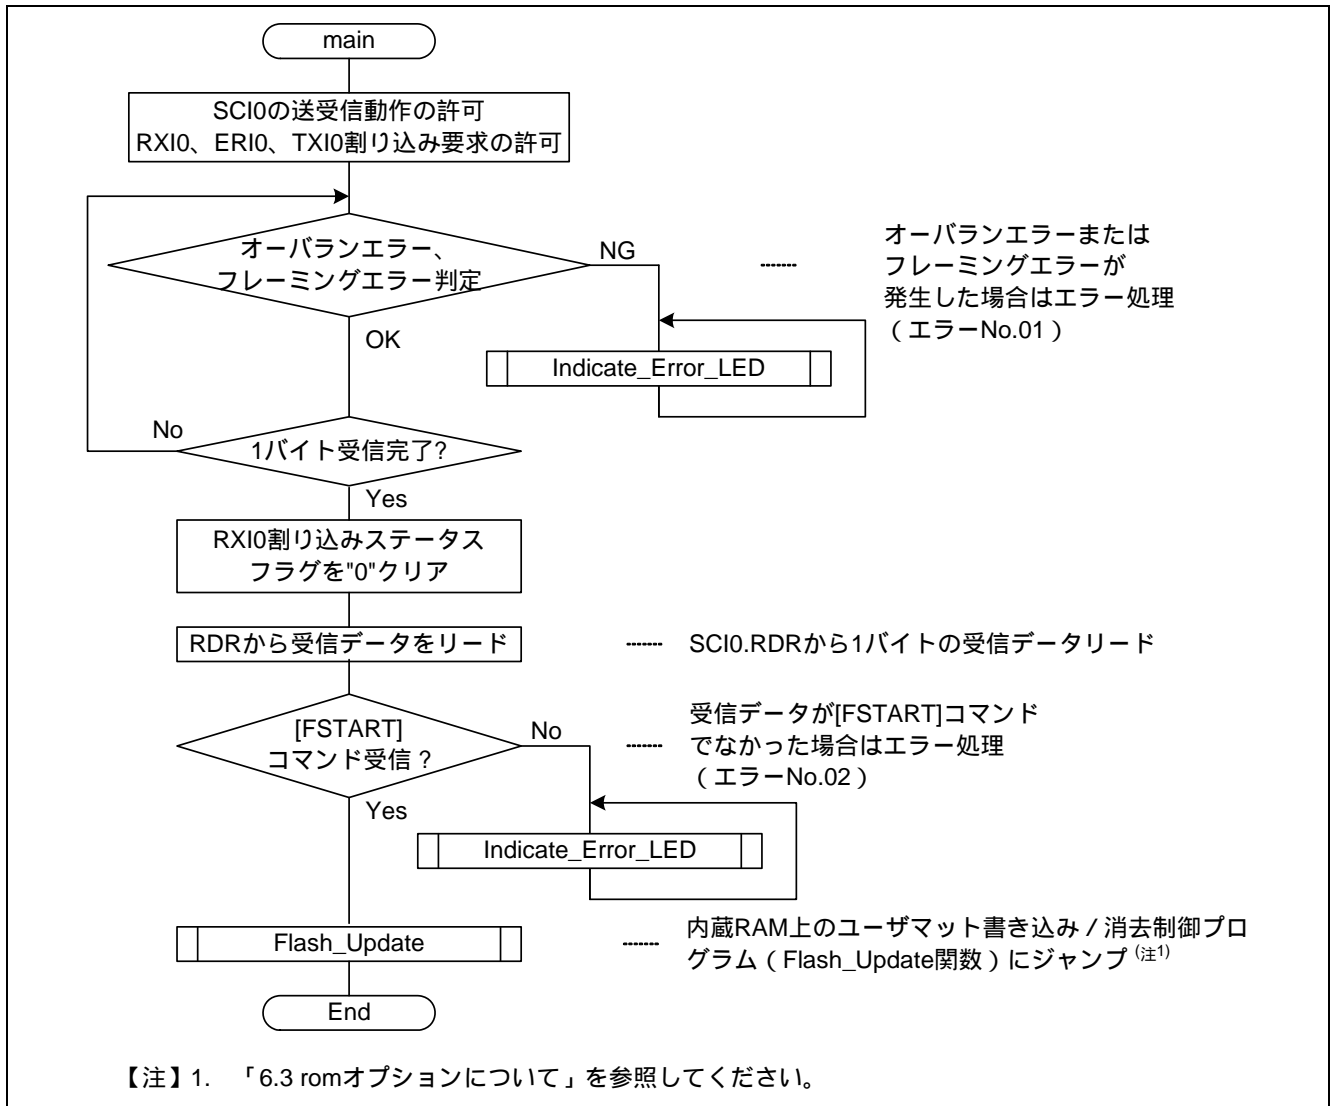 main
SCI0の送受信動作の許可
RXI0、ERI0、TXI0割り込み要求の許可
オーバランエラー、
フレーミングエラー判定
NG
オーバランエラーまたは
フレーミングエラーが
発生した場合はエラー処理
（エラーNo.01）
OK
Indicate_Error_LED
No
1バイト受信完了?
Yes
RXI0割り込みステータス
フラグを"0"クリア
RDRから受信データをリード
SCI0.RDRから1バイトの受信データリード
[FSTART]
コマンド受信？
No
受信データが[FSTART]コマンド
でなかった場合はエラー処理
（エラーNo.02）
Yes
Indicate_Error_LED
Flash_Update
内蔵RAM上のユーザマット書き込み／消去制御プロ
グラム（Flash_Update関数）にジャンプ（注1）
End
【注】1. 「6.3 romオプションについて」を参照してください。